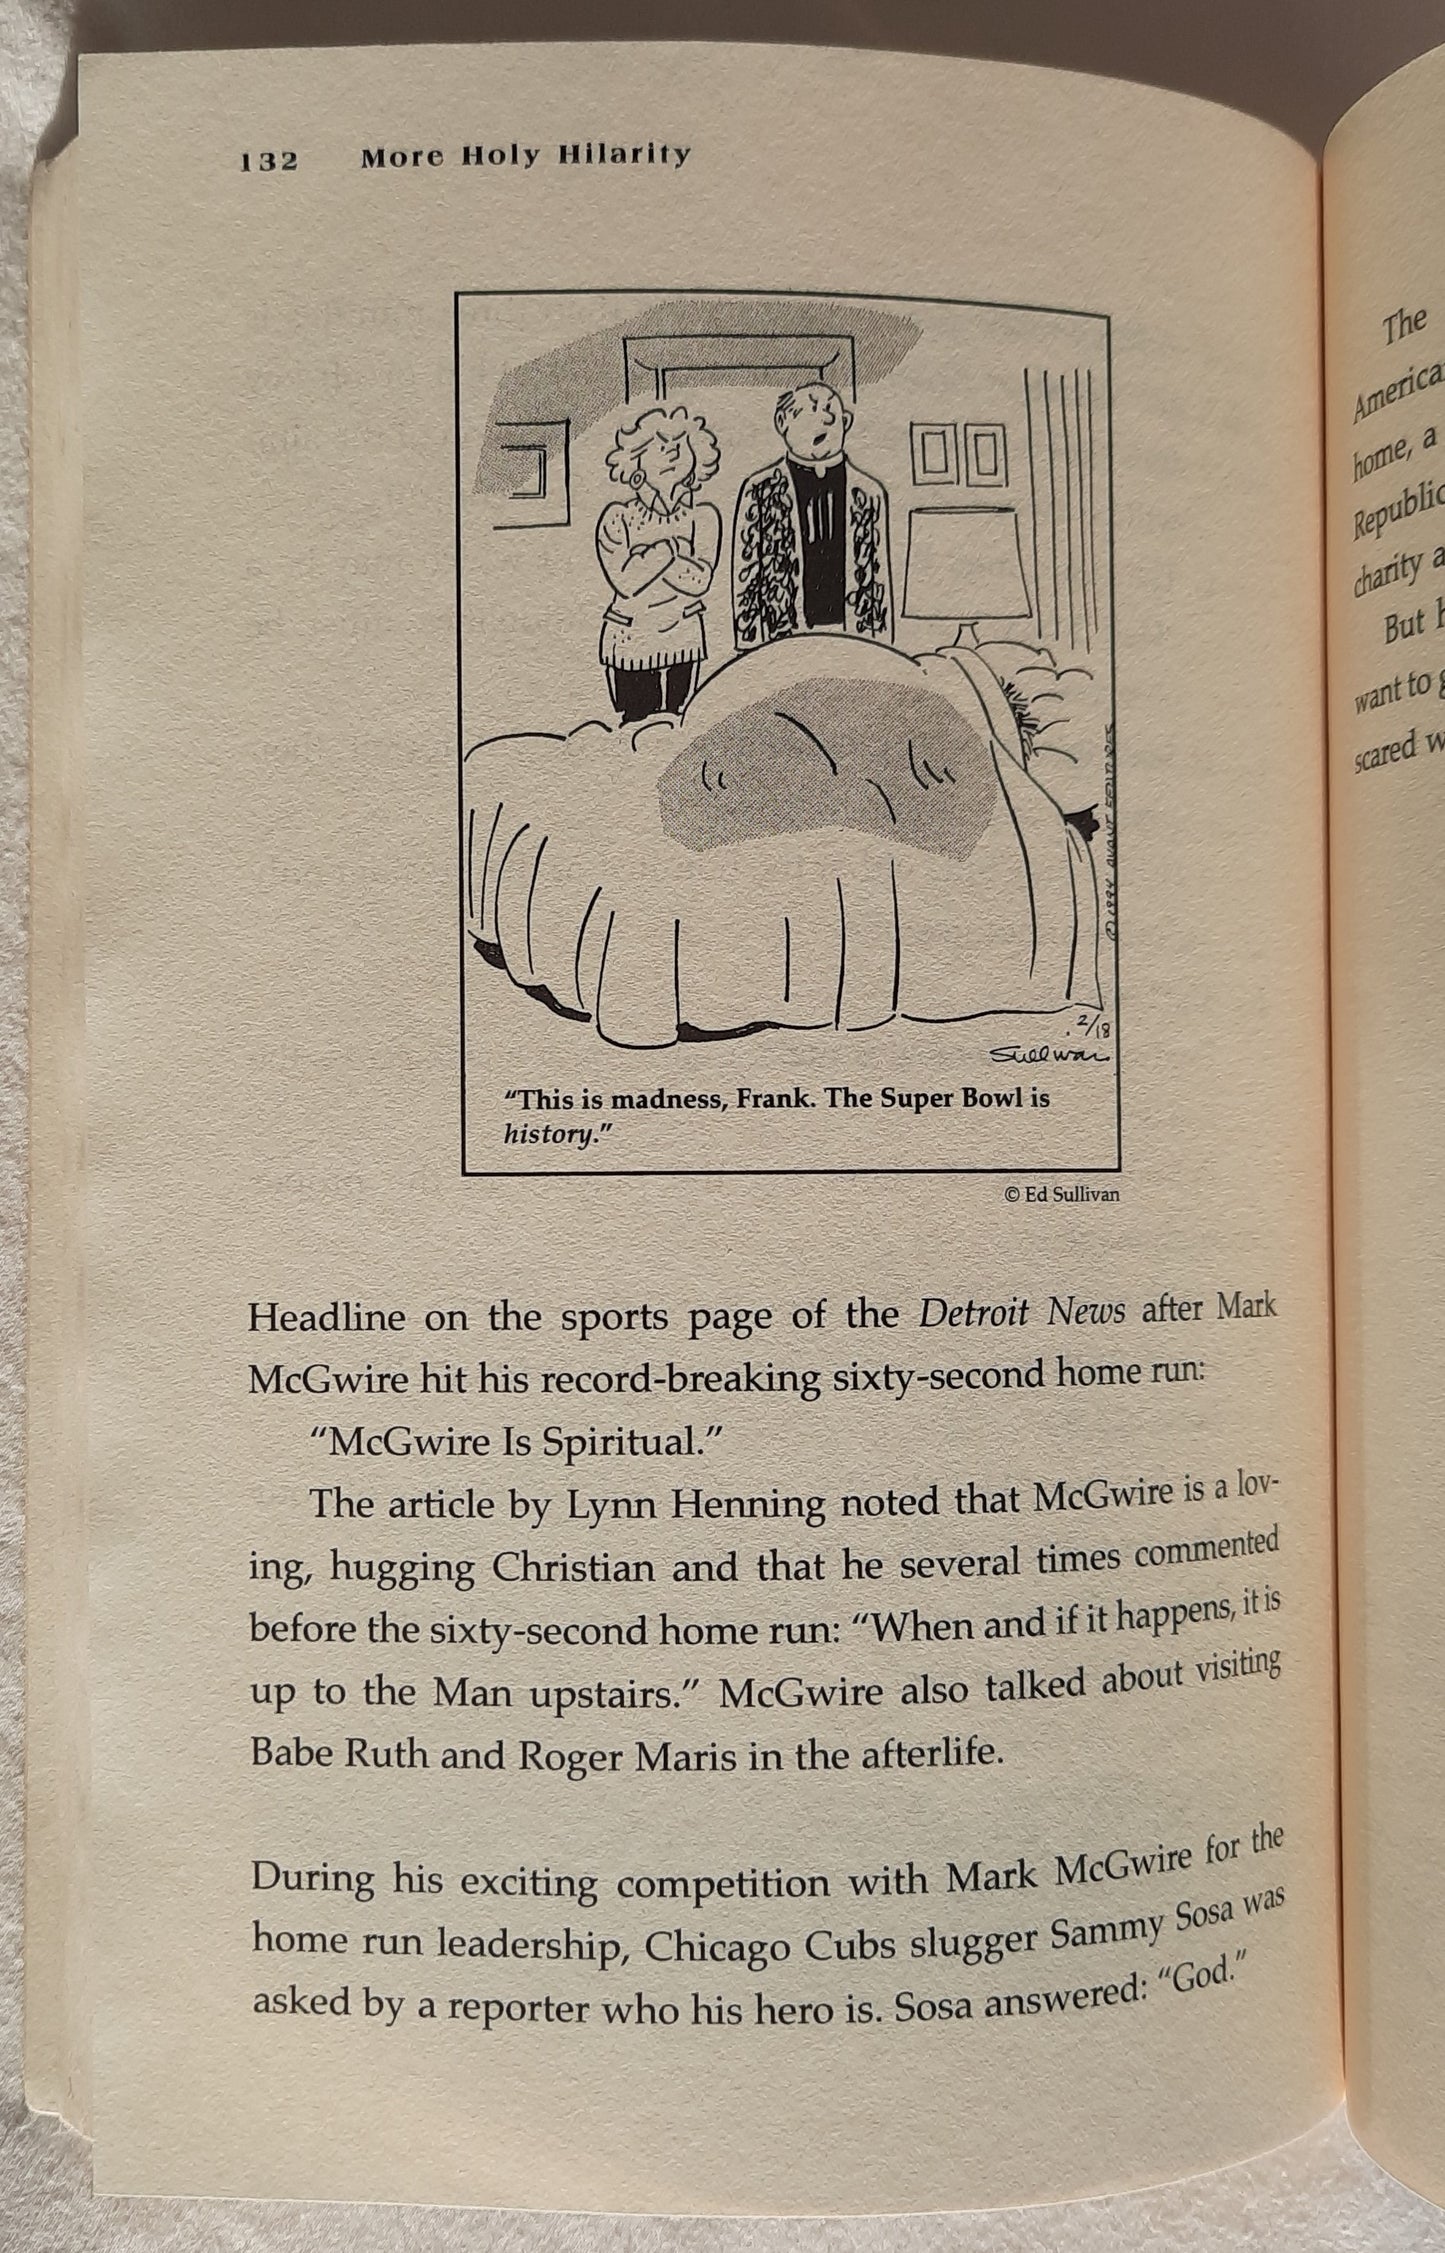 132 More Holy Hilarity
© 1994 AVANT FEATURES
2/18
Sullivan
“This is madness, Frank. The Super Bowl is
history.”
© Ed Sullivan
Headline on the sports page of the Detroit News after Mark
McGwire hit his record-breaking sixty-second home run:
“McGwire Is Spiritual.”
The article by Lynn Henning noted that McGwire is a lov-
ing, hugging Christian and that he several times commented
before the sixty-second home run: “When and if it happens, it is
up to the Man upstairs.” McGwire also talked about visiting
Babe Ruth and Roger Maris in the afterlife.
During his exciting competition with Mark McGwire for the
home run leadership, Chicago Cubs slugger Sammy Sosa was
asked by a reporter who his hero is. Sosa answered: “God.”
The
home, a
charity
But
want to
scared